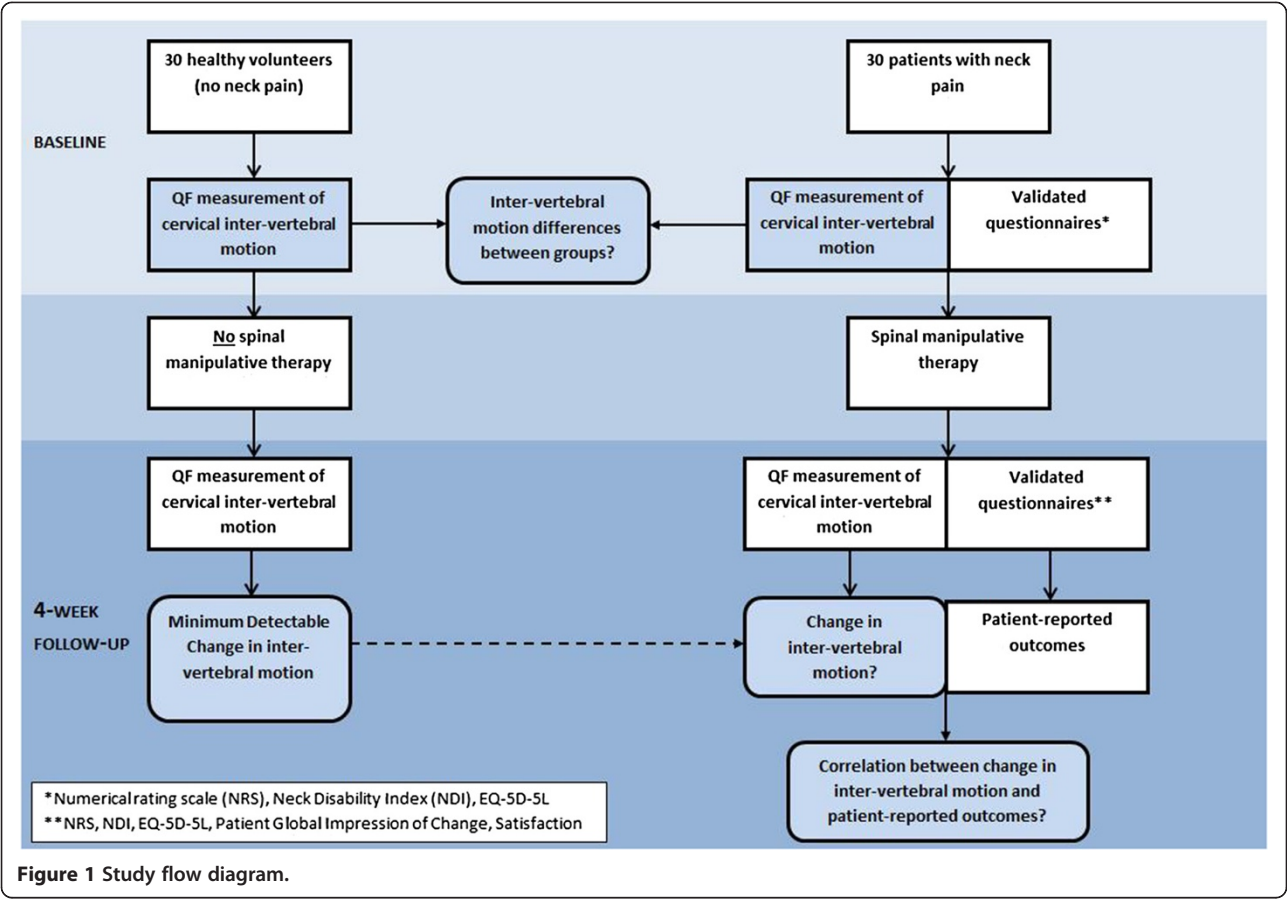 30 healthy volunteers
(no neck pain)
30 patients with neck
pain
BASELINE
QF measurement of
cervical inter-vertebral
motion
Inter-vertebral
motion differences
between groups?
QF measurement of
cervical inter-vertebral
motion
Validated
questionnaires*
No spinal
manipulative therapy
Spinal manipulative
therapy
QF measurement of
cervical inter-vertebral
motion
QF measurement of
cervical inter-vertebral
motion
Validated
questionnaires**
4-WEEK
FOLLOW-UP
Minimum Detectable
Change in inter-
vertebral motion
Change in
inter-vertebral
motion?
Patient-reported
outcomes
Correlation between change in
inter-vertebral motion and
patient-reported outcomes?
*Numerical rating scale (NRS), Neck Disability Index (NDI), EQ-5D-5L
**NRS, NDI, EQ-5D-5L, Patient Global Impression of Change, Satisfaction
Figure 1 Study flow diagram.